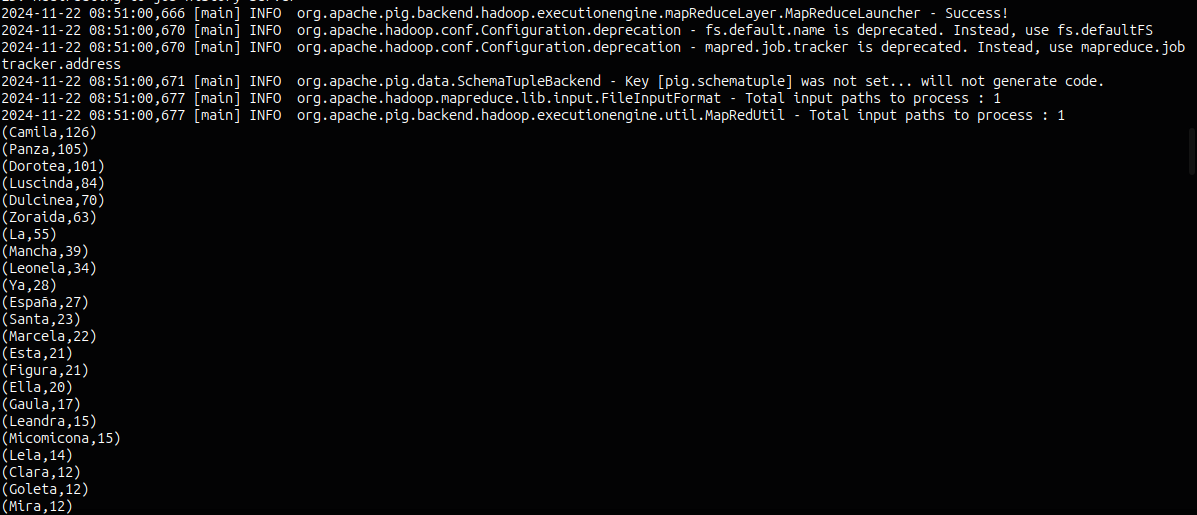 2024-11-22 08:51:00,666 [main] INFO  org.apache.pig.backend.hadoop.executionengine.mapReduceLayer.MapReduceLauncher - Success!
2024-11-22 08:51:00,670 [main] INFO  org.apache.hadoop.conf.Configuration.deprecation - fs.default.name is deprecated. Instead, use fs.defaultFS
2024-11-22 08:51:00,670 [main] INFO  org.apache.hadoop.conf.Configuration.deprecation - mapred.job.tracker is deprecated. Instead, use mapreduce.job
tracker.address
2024-11-22 08:51:00,671 [main] INFO  org.apache.pig.data.SchemaTupleBackend - Key [pig.schematuple] was not set... will not generate code.
2024-11-22 08:51:00,677 [main] INFO  org.apache.hadoop.mapreduce.lib.input.FileInputFormat - Total input paths to process : 1
2024-11-22 08:51:00,677 [main] INFO  org.apache.pig.backend.hadoop.executionengine.util.MapRedUtil - Total input paths to process : 1
(Camila,126)
(Panza,105)
(Dorotea,101)
(Luscinda,84)
(Dulcinea,70)
(Zoraida,63)
(La,55)
(Mancha,39)
(Leonela,34)
(Ya,28)
(España,27)
(Santa,23)
(Marcela,22)
(Esta,21)
(Figura,21)
(Ella,20)
(Gaula,17)
(Leandra,15)
(Micomicona,15)
(Lela,14)
(Clara,12)
(Goleta,12)
(Mira,12)